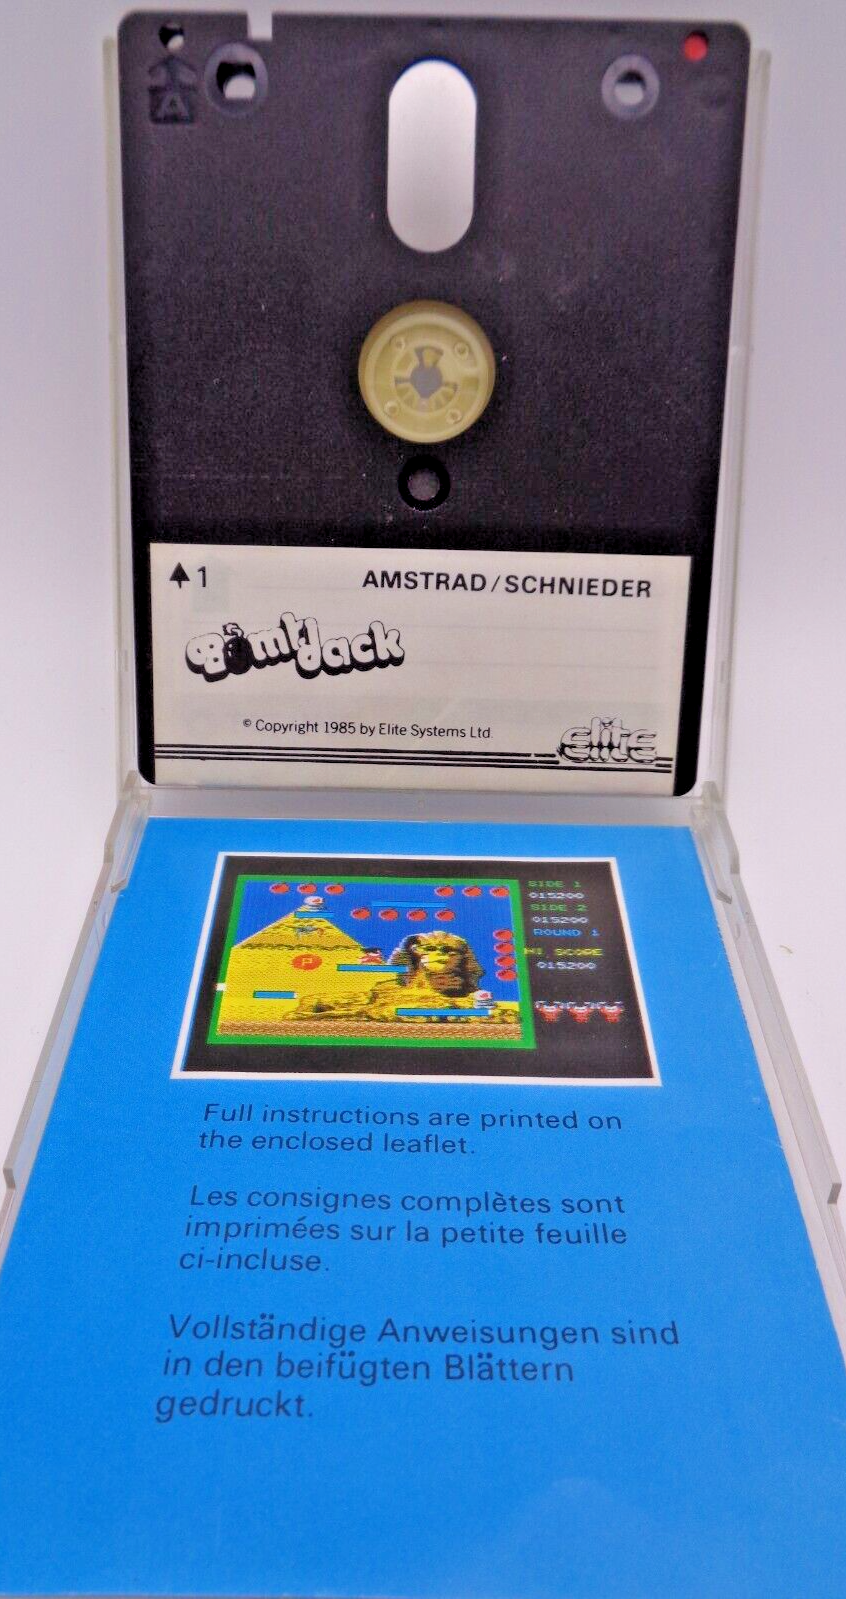 A
1
AMSTRAD/SCHNIEDER
Bomb Jack
© Copyright 1985 by Elite Systems Ltd
elite
SIDE 1
015200
SIDE 2
015200
ROUND 1
HI SCORE
015200
P
Full instructions are printed on
the enclosed leaflet.
Les consignes complètes sont
imprimées sur la petite feuille
ci-incluse.
Vollständige Anweisungen sind
in den beifügten Blättern
gedruckt.